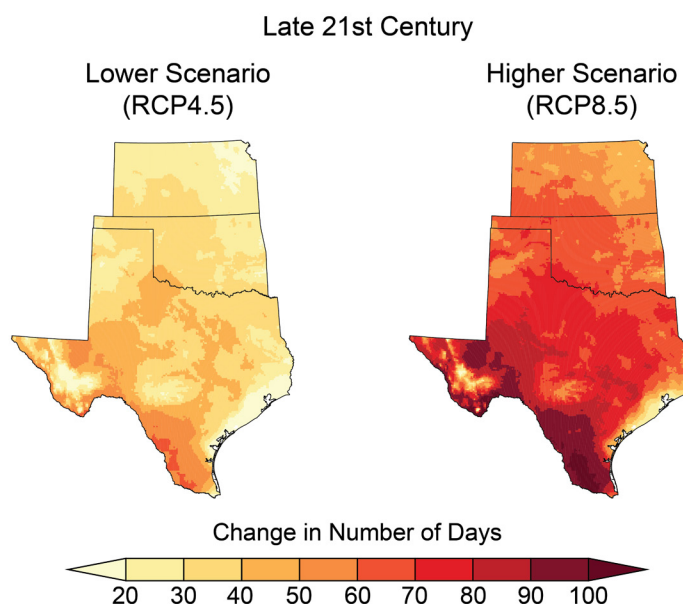 Late 21st Century
Lower Scenario
(RCP4.5)
Higher Scenario
(RCP8.5)
Change in Number of Days
20 30 40 50 60 70 80 90 100